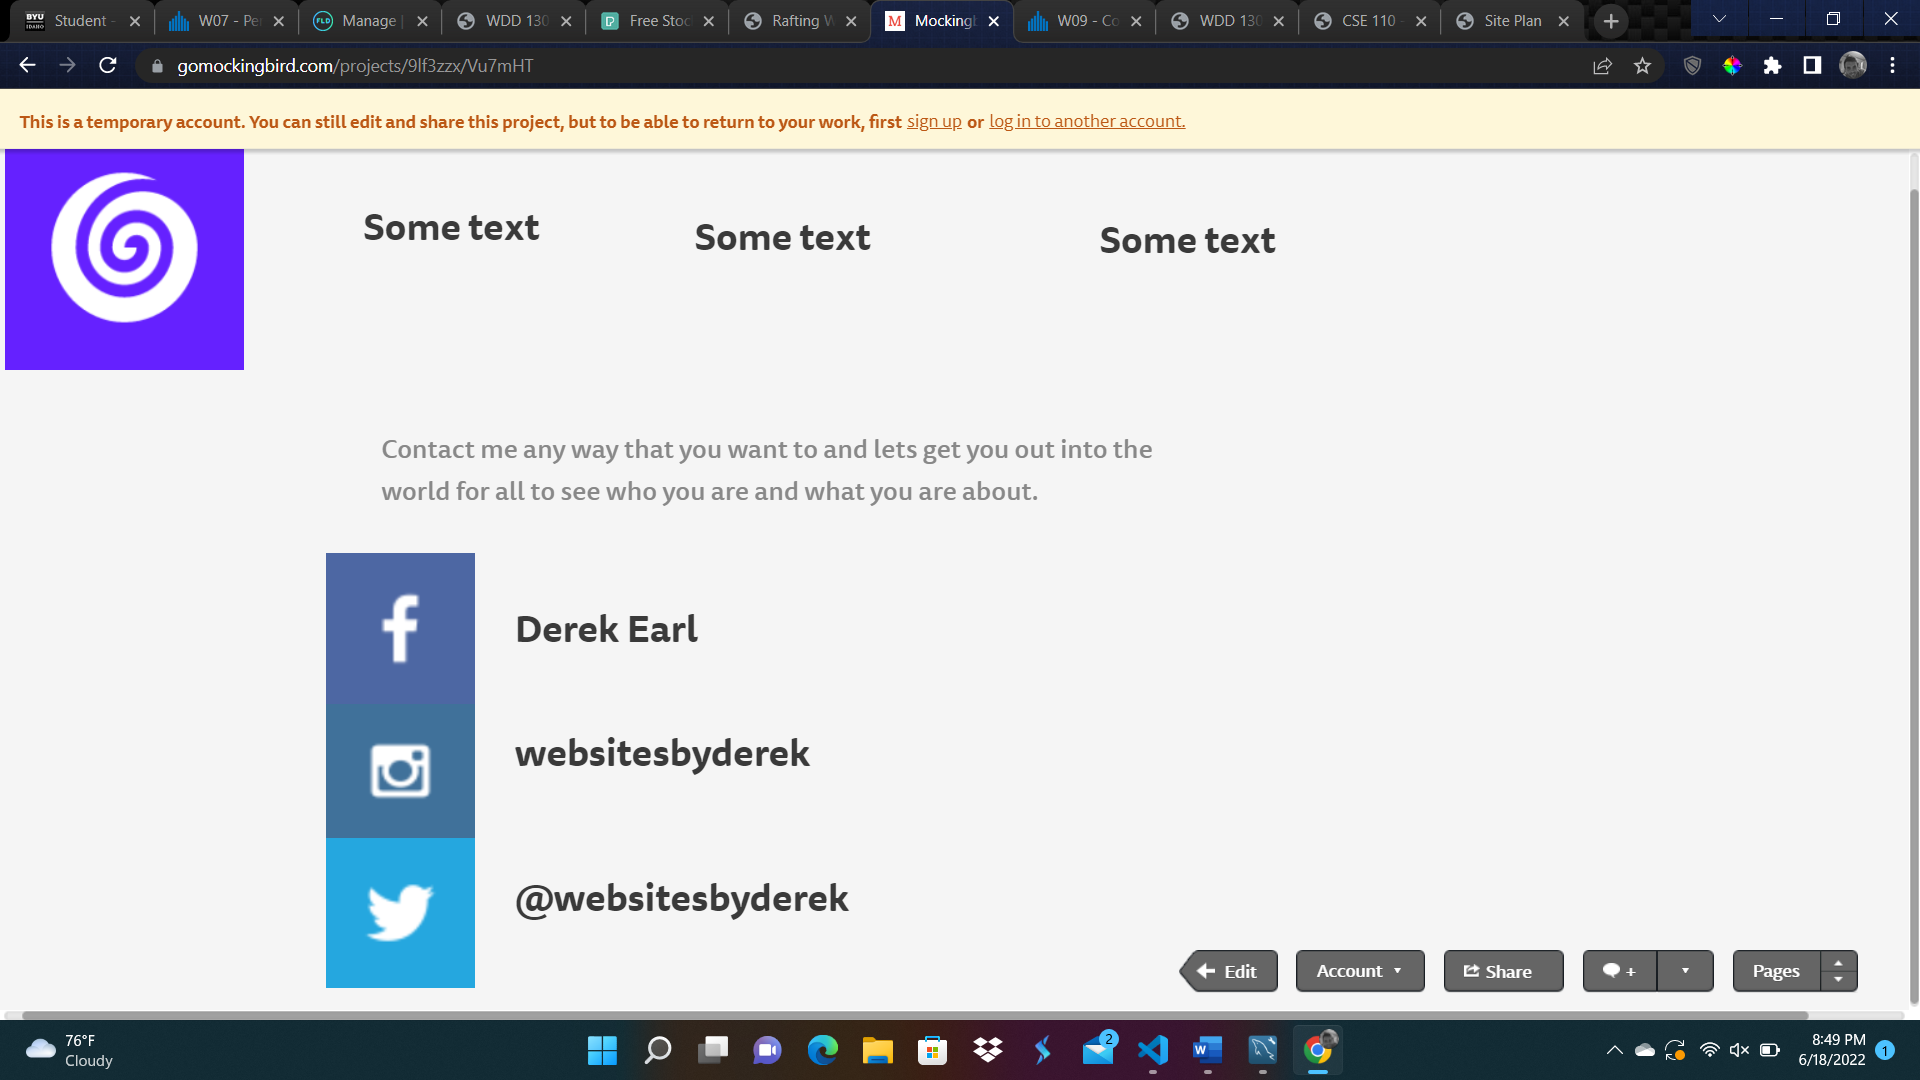 BYU
IDAHO
Student -
W07 - Pe
FLD
Manage
WDD 130
P
Free Stoc
Rafting W
M
Mockingb
W09 - Co
WDD 130
CSE 110 -
Site Plan
gomockingbird.com/projects/9lf3zzx/Vu7mHT
This is a temporary account. You can still edit and share this project, but to be able to return to your work, first sign up or log in to another account.
Some text
Some text
Some text
Contact me any way that you want to and lets get you out into the
world for all to see who you are and what you are about.
Derek Earl
websitesbyderek
@websitesbyderek
Edit
Account
Share
+
Pages
76°F
Cloudy
2
8:49 PM
6/18/2022
1